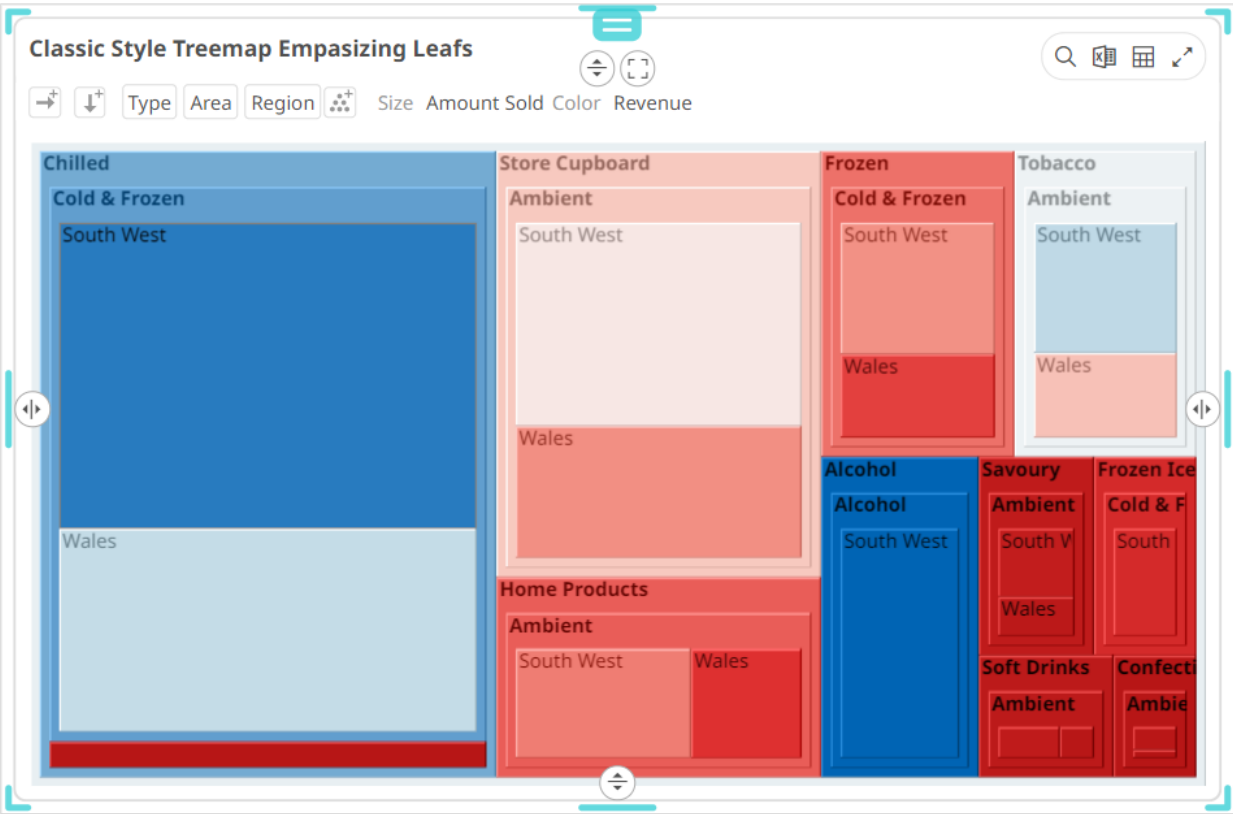 Classic Style Treemap Empasizing Leafs
Type Area Region Size Amount Sold Color Revenue
Chilled
Cold & Frozen
South West
Wales
Store Cupboard
Ambient
South West
Wales
Home Products
Ambient
South West
Wales
Frozen
Cold & Frozen
South West
Wales
Tobacco
Ambient
South West
Wales
Alcohol
Alcohol
South West
Savoury
Ambient
South W
Wales
Frozen Ice
Cold & F
South
Soft Drinks
Ambient
Confecti
Ambie